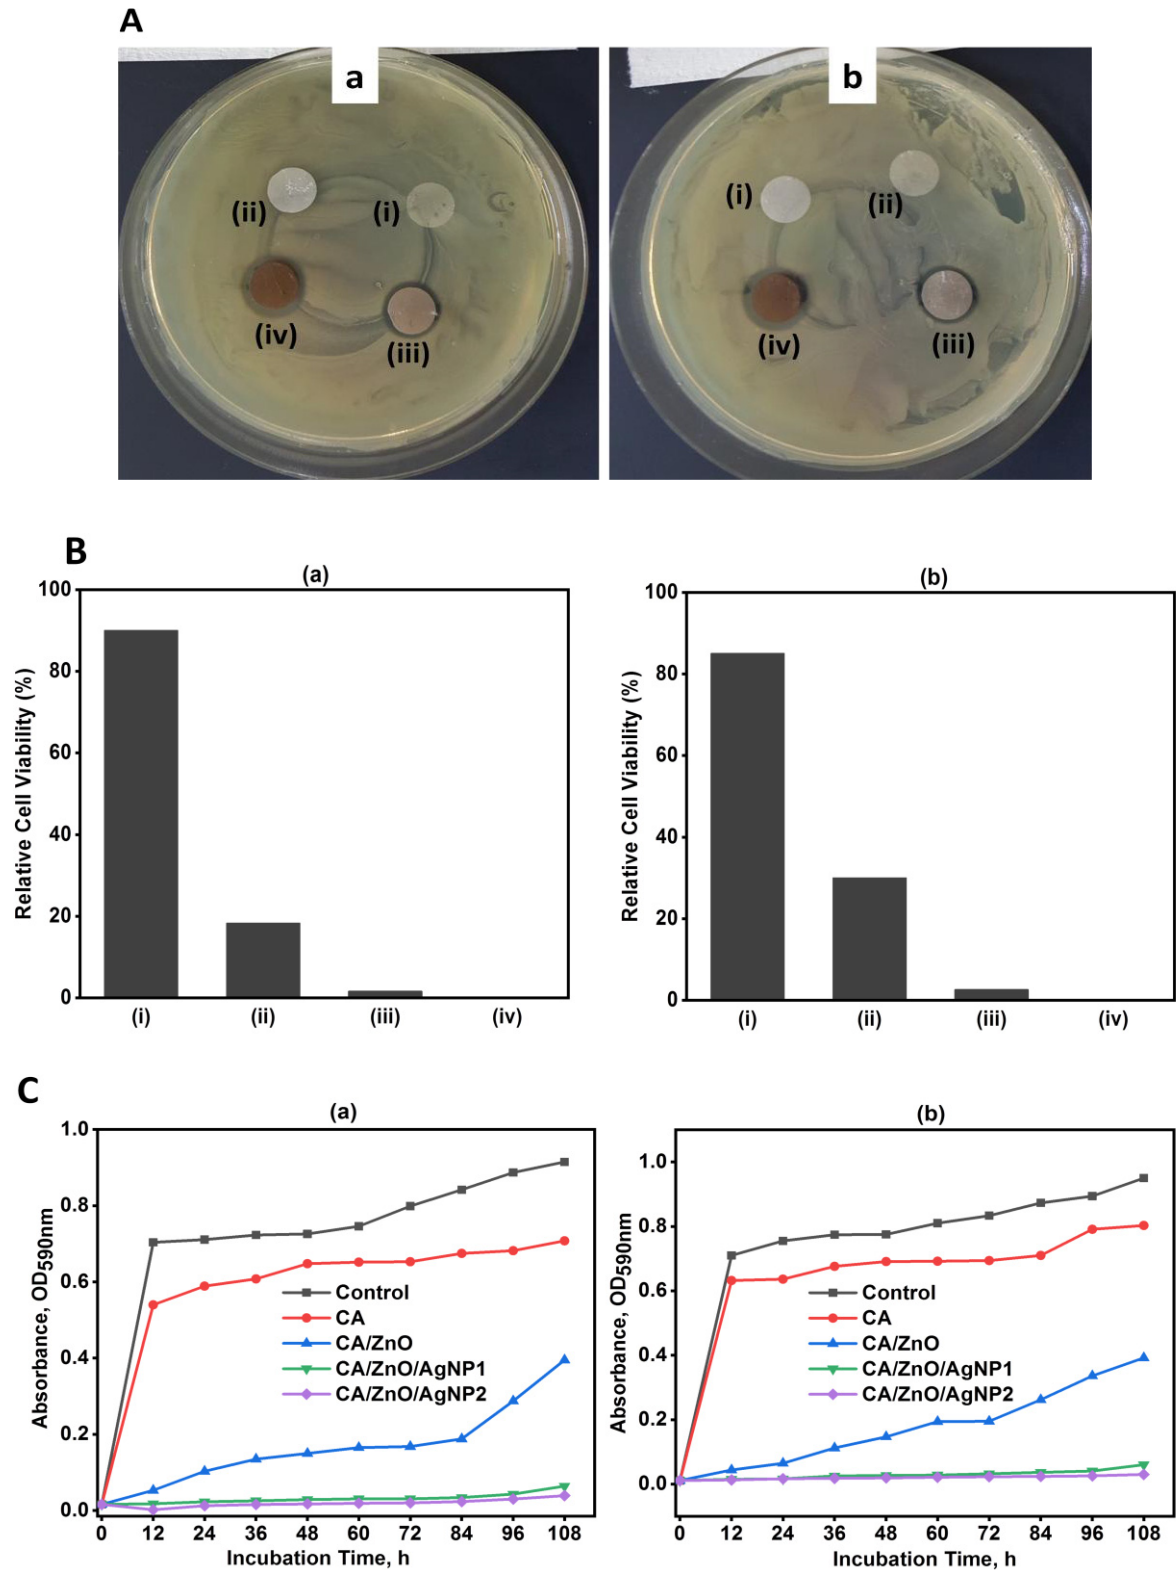 A
a
b
(ii)
(i)
(iv)
(iii)
(i)
(ii)
(iv)
(iii)
B
(a)
Relative Cell Viability (%)
100
80
60
40
20
0
(i)
(ii)
(iii)
(iv)
(b)
Relative Cell Viability (%)
100
80
60
40
20
0
(i)
(ii)
(iii)
(iv)
C
(a)
Absorbance, OD590nm
1.0
0.8
0.6
0.4
0.2
0.0
Control
CA
CA/ZnO
CA/ZnO/AgNP1
CA/ZnO/AgNP2
0 12 24 36 48 60 72 84 96 108
Incubation Time, h
(b)
Absorbance, OD590nm
1.0
0.8
0.6
0.4
0.2
0.0
Control
CA
CA/ZnO
CA/ZnO/AgNP1
CA/ZnO/AgNP2
0 12 24 36 48 60 72 84 96 108
Incubation Time, h